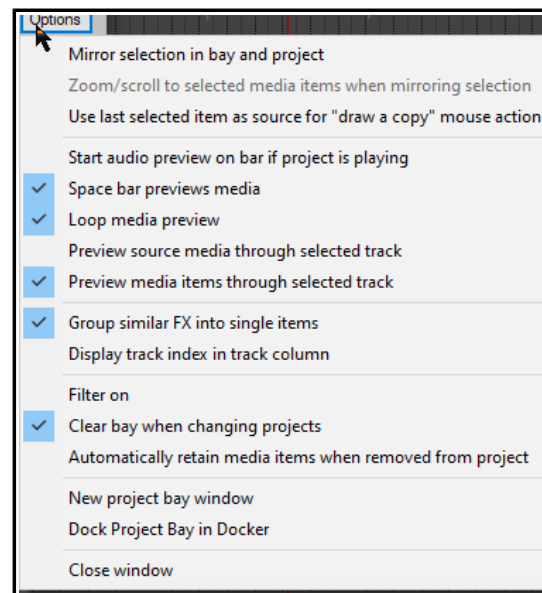 Options
Mirror selection in bay and project
Zoom/scroll to selected media items when mirroring selection
Use last selected item as source for "draw a copy" mouse action
Start audio preview on bar if project is playing
Space bar previews media
Loop media preview
Preview source media through selected track
Preview media items through selected track
Group similar FX into single items
Display track index in track column
Filter on
Clear bay when changing projects
Automatically retain media items when removed from project
New project bay window
Dock Project Bay in Docker
Close window